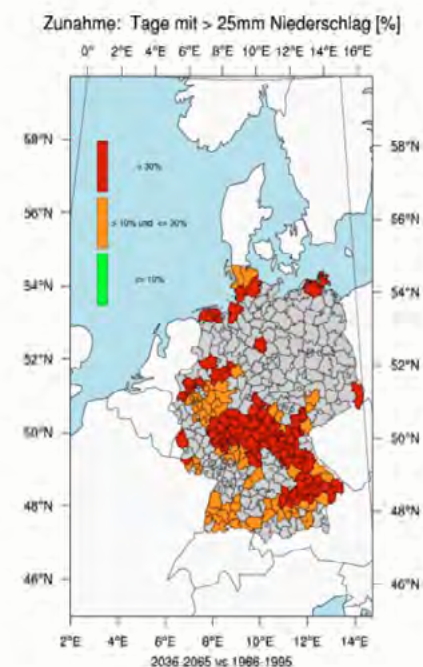 Zunahme: Tage mit > 25mm Niederschlag [%]
0° 2°E 4°E 6°E 8°E 10°E 12°E 14°E 16°E
58°N 58°N
> 30%
56°N 56°N
> 10% und <= 30%
54°N 54°N
<= 10%
52°N 52°N
50°N 50°N
48°N 48°N
46°N 46°N
2°E 4°E 6°E 8°E 10°E 12°E 14°E
2036 2065 vs 1966-1995